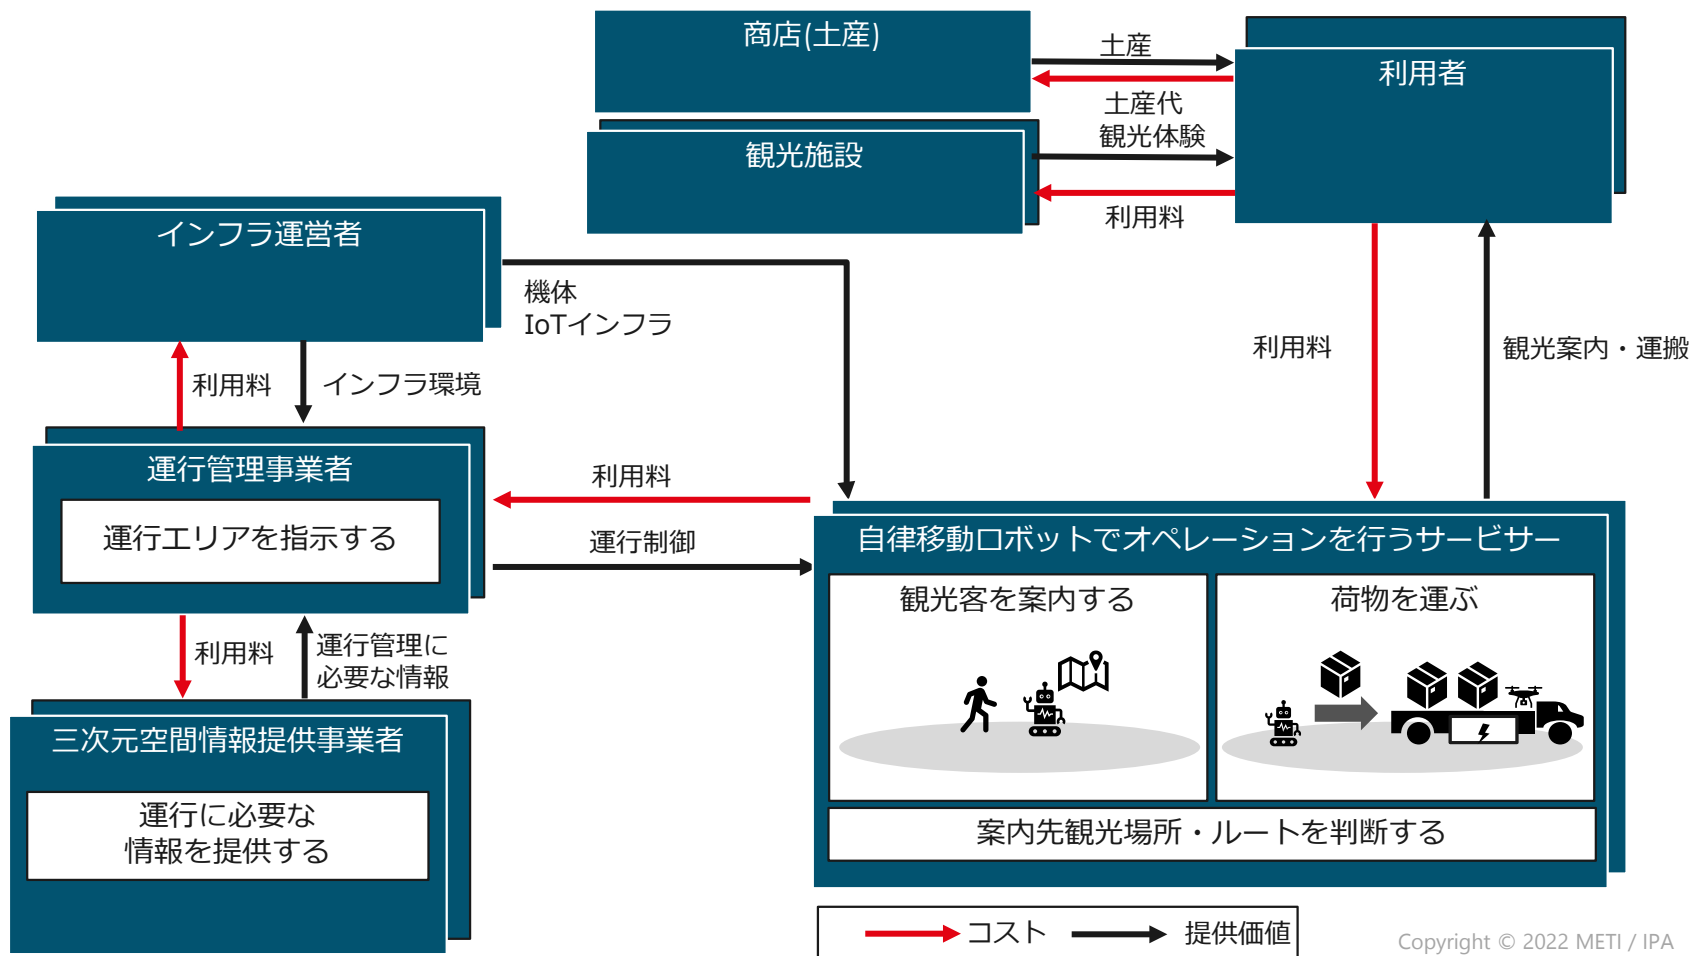 商店(土産)
土産
利用者
土産代
観光体験
観光施設
利用料
インフラ運営者
機体
IoTインフラ
利用料
観光案内・運搬
利用料
インフラ環境
運行管理事業者
利用料
運行エリアを指示する
運行制御
自律移動ロボットでオペレーションを行うサービサー
観光客を案内する
荷物を運ぶ
利用料
運行管理に
必要な情報
三次元空間情報提供事業者
運行に必要な
情報を提供する
案内先観光場所・ルートを判断する
コスト
提供価値
Copyright © 2022 METI / IPA